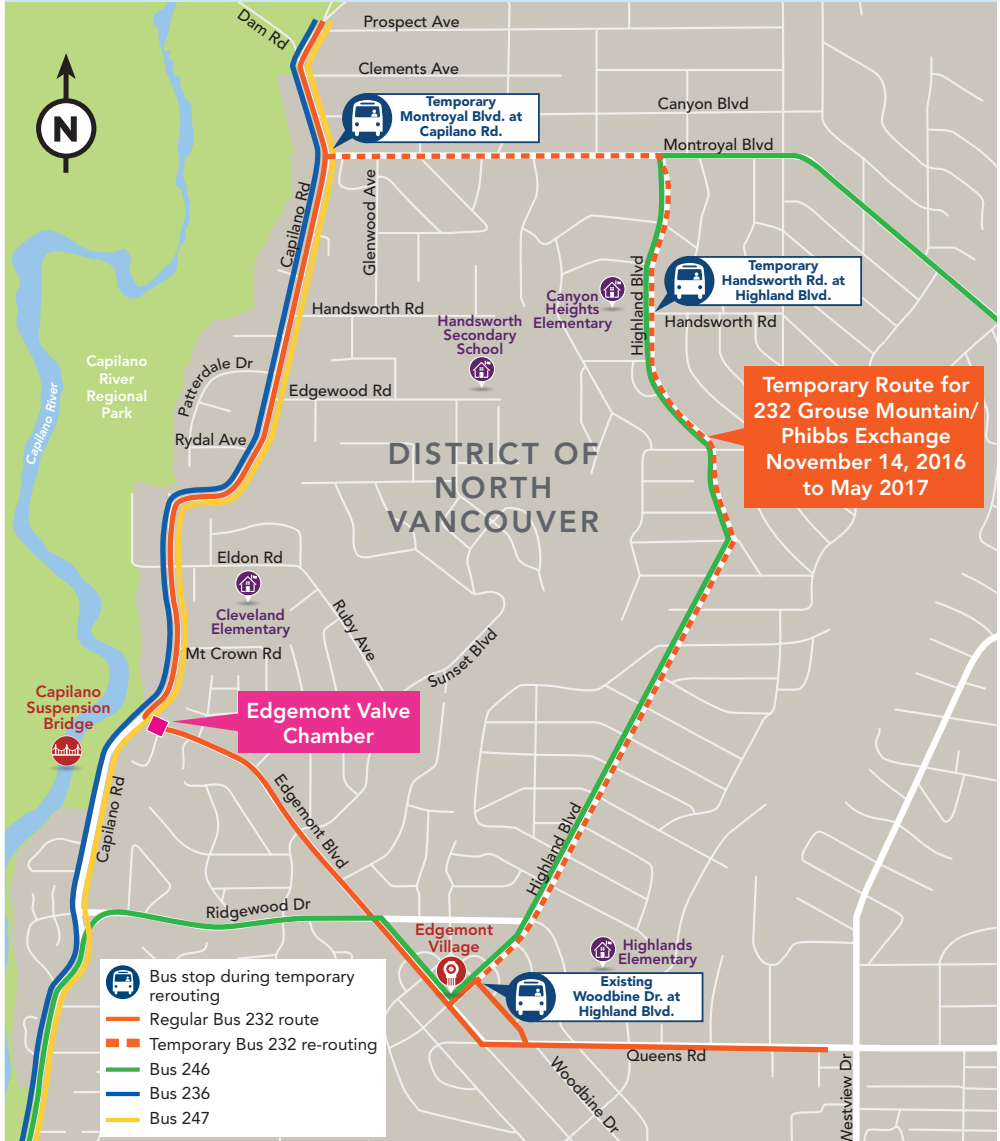 Dam Rd
Prospect Ave
Clements Ave
Canyon Blvd
N
Temporary
Montroyal Blvd. at
Capilano Rd.
Montroyal Blvd
Capilano Rd
Glenwood Ave
Highland Blvd
Temporary
Handsworth Rd. at
Highland Blvd.
Canyon
Heights
Elementary
Handsworth Rd
Handsworth Rd
Handsworth
Secondary
School
Capilano
River
Regional
Park
Patterdale Dr
Edgewood Rd
Capilano River
Rydal Ave
Temporary Route for
232 Grouse Mountain/
Phibbs Exchange
November 14, 2016
to May 2017
DISTRICT OF
NORTH
VANCOUVER
Eldon Rd
Cleveland
Elementary
Ruby Ave
Mt Crown Rd
Sunset Blvd
Capilano
Suspension
Bridge
Edgemont Valve
Chamber
Capilano Rd
Edgemont Blvd
Highland Blvd
Ridgewood Dr
Edgemont
Village
Highlands
Elementary
Existing
Woodbine Dr. at
Highland Blvd.
Queens Rd
Woodbine Dr
Westview Dr
Bus stop during temporary
rerouting
Regular Bus 232 route
Temporary Bus 232 re-routing
Bus 246
Bus 236
Bus 247